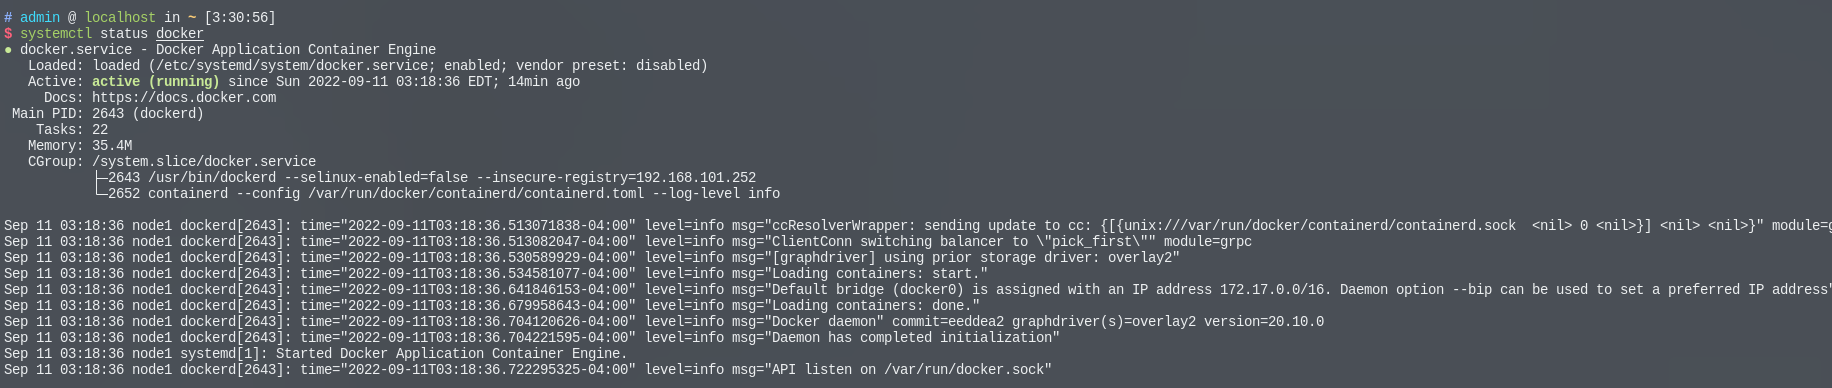 # admin @ localhost in ~ [3:30:56]
$ systemctl status docker
● docker.service - Docker Application Container Engine
   Loaded: loaded (/etc/systemd/system/docker.service; enabled; vendor preset: disabled)
   Active: active (running) since Sun 2022-09-11 03:18:36 EDT; 14min ago
     Docs: https://docs.docker.com
 Main PID: 2643 (dockerd)
    Tasks: 22
   Memory: 35.4M
   CGroup: /system.slice/docker.service
           ├─2643 /usr/bin/dockerd --selinux-enabled=false --insecure-registry=192.168.101.252
           └─2652 containerd --config /var/run/docker/containerd/containerd.toml --log-level info
Sep 11 03:18:36 node1 dockerd[2643]: time="2022-09-11T03:18:36.513071838-04:00" level=info msg="ccResolverWrapper: sending update to cc: {[{unix:///var/run/docker/containerd/containerd.sock  <nil> 0 <nil>}] <nil> <nil>}" module=g
Sep 11 03:18:36 node1 dockerd[2643]: time="2022-09-11T03:18:36.513082047-04:00" level=info msg="ClientConn switching balancer to \"pick_first\"" module=grpc
Sep 11 03:18:36 node1 dockerd[2643]: time="2022-09-11T03:18:36.530589929-04:00" level=info msg="[graphdriver] using prior storage driver: overlay2"
Sep 11 03:18:36 node1 dockerd[2643]: time="2022-09-11T03:18:36.534581077-04:00" level=info msg="Loading containers: start."
Sep 11 03:18:36 node1 dockerd[2643]: time="2022-09-11T03:18:36.641846153-04:00" level=info msg="Default bridge (docker0) is assigned with an IP address 172.17.0.0/16. Daemon option --bip can be used to set a preferred IP address"
Sep 11 03:18:36 node1 dockerd[2643]: time="2022-09-11T03:18:36.679958643-04:00" level=info msg="Loading containers: done."
Sep 11 03:18:36 node1 dockerd[2643]: time="2022-09-11T03:18:36.704120626-04:00" level=info msg="Docker daemon" commit=eeddea2 graphdriver(s)=overlay2 version=20.10.0
Sep 11 03:18:36 node1 dockerd[2643]: time="2022-09-11T03:18:36.704221595-04:00" level=info msg="Daemon has completed initialization"
Sep 11 03:18:36 node1 systemd[1]: Started Docker Application Container Engine.
Sep 11 03:18:36 node1 dockerd[2643]: time="2022-09-11T03:18:36.722295325-04:00" level=info msg="API listen on /var/run/docker.sock"